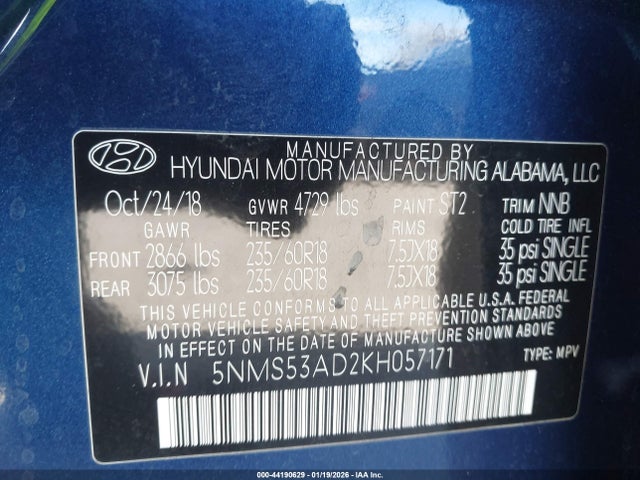 MANUFACTURED BY
HYUNDAI MOTOR MANUFACTURING ALABAMA, LLC
Oct/24/18 GVWR 4729 lbs PAINT ST2 TRIM NNB
GAWR TIRES RIMS COLD TIRE INFL
FRONT 2866 lbs 235/60R18 7.5JX18 35 psi SINGLE
REAR 3075 lbs 235/60R18 7.5JX18 35 psi SINGLE
THIS VEHICLE CONFORMS TO ALL APPLICABLE U.S.A. FEDERAL
MOTOR VEHICLE SAFETY AND THEFT PREVENTION STANDARDS
IN EFFECT ON THE DATE OF MANUFACTURE SHOWN ABOVE.
V.I.N 5NMS53AD2KH057171 TYPE: MPV
000-44190629 - 01/19/2026 - IAA Inc.